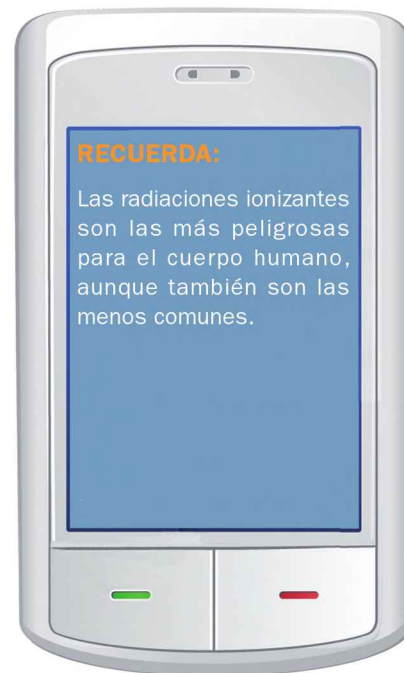 RECUERDA:
Las radiaciones ionizantes
son las más peligrosas
para el cuerpo humano,
aunque también son las
menos comunes.